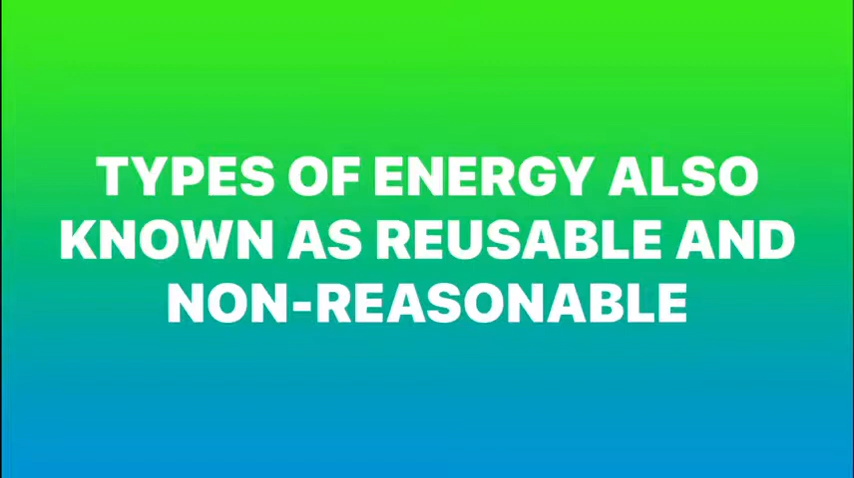 TYPES OF ENERGY ALSO
KNOWN AS REUSABLE AND
NON-REASONABLE